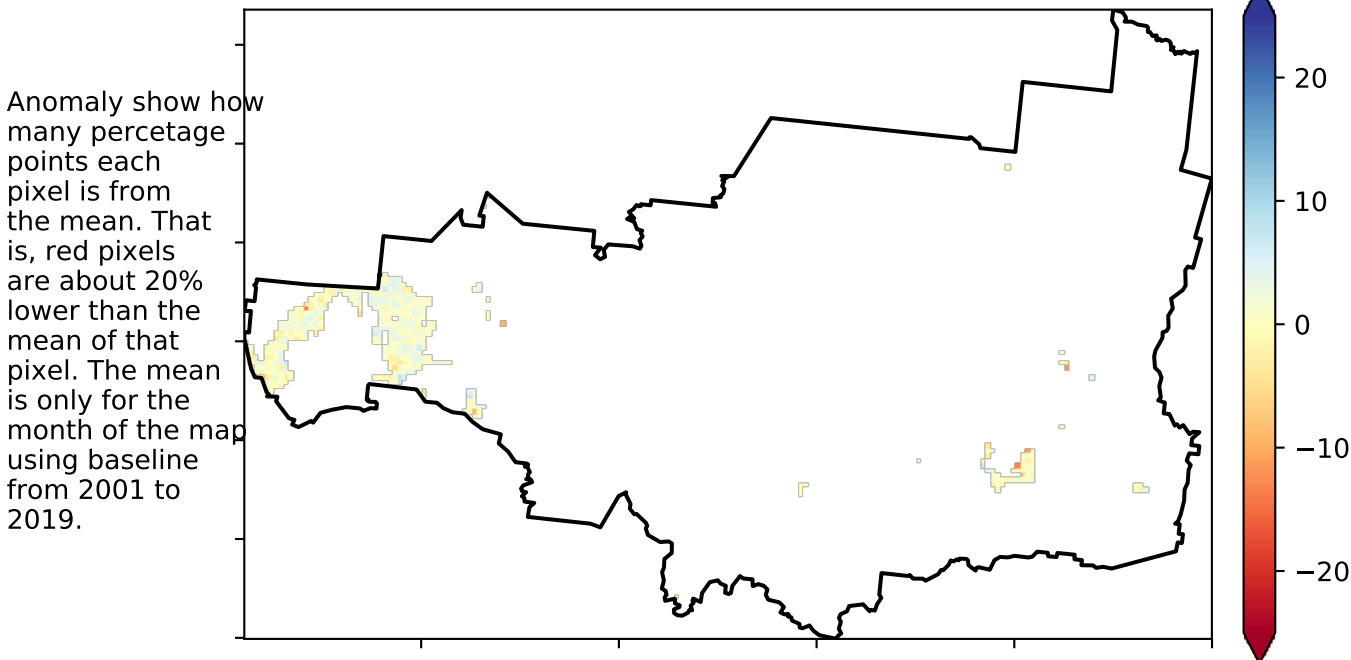 Anomaly show how
many percetage
points each
pixel is from
the mean. That
is, red pixels
are about 20%
lower than the
mean of that
pixel. The mean
is only for the
month of the map
using baseline
from 2001 to
2019.
20
10
0
−10
−20